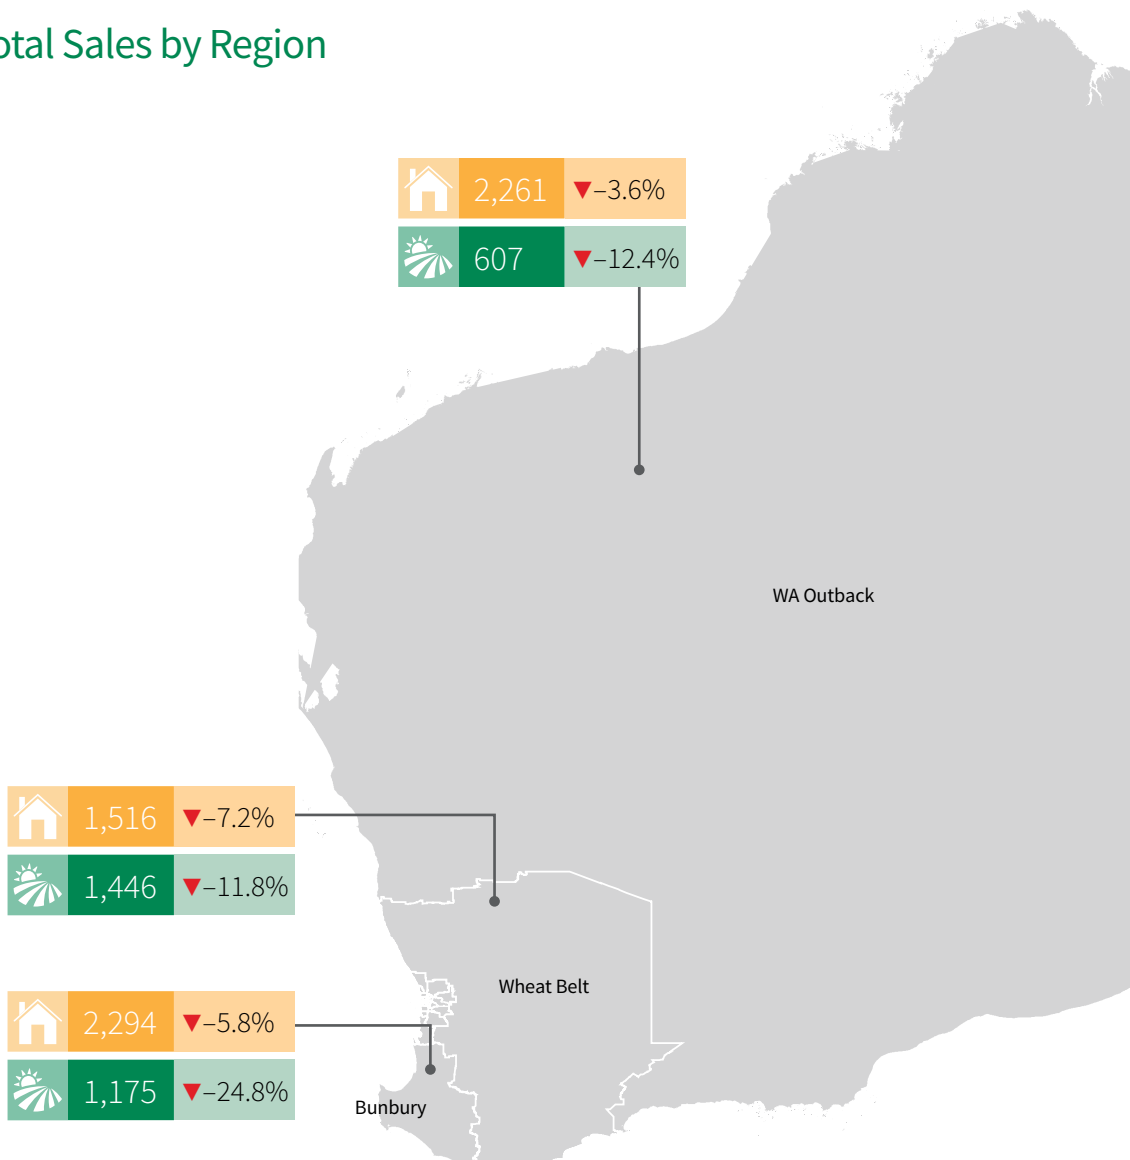 otal Sales by Region
2,261 ▼–3.6%
607 ▼–12.4%
WA Outback
1,516 ▼–7.2%
1,446 ▼–11.8%
Wheat Belt
2,294 ▼–5.8%
1,175 ▼–24.8%
Bunbury